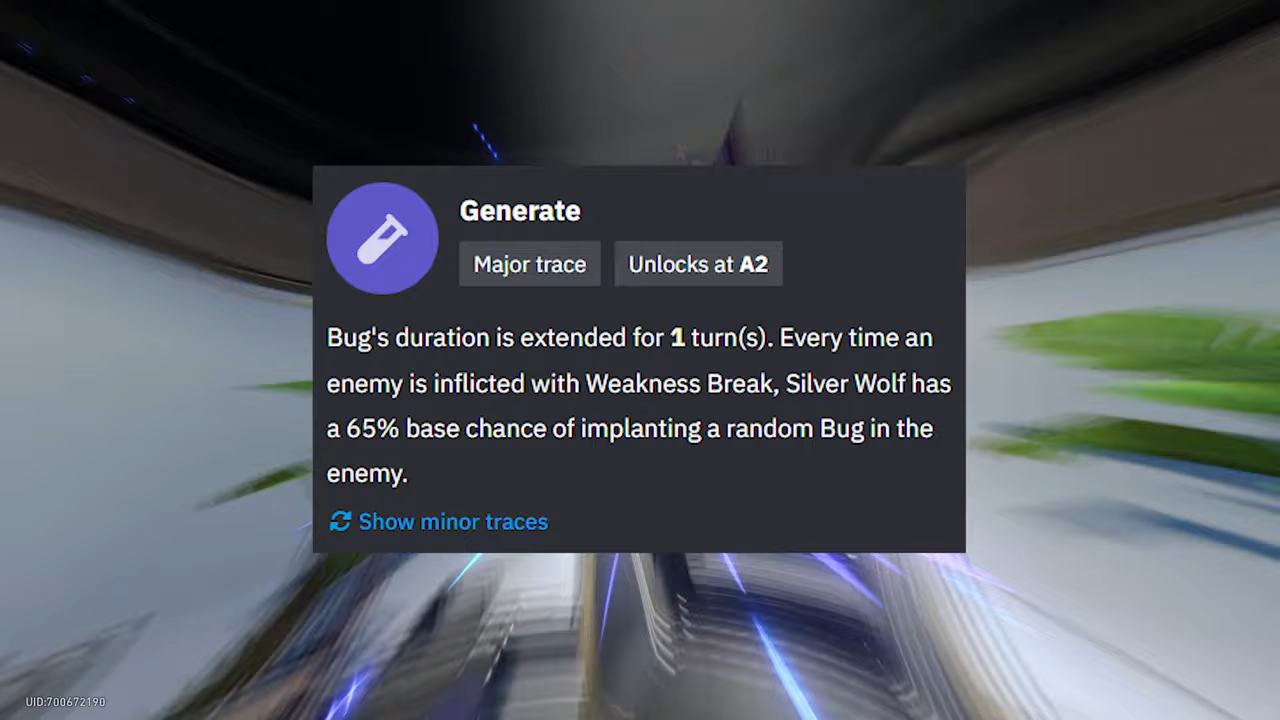 Generate
Major trace
Unlocks at A2
Bug's duration is extended for 1 turn(s). Every time an
enemy is inflicted with Weakness Break, Silver Wolf has
a 65% base chance of implanting a random Bug in the
enemy.
Show minor traces
UID:700672190